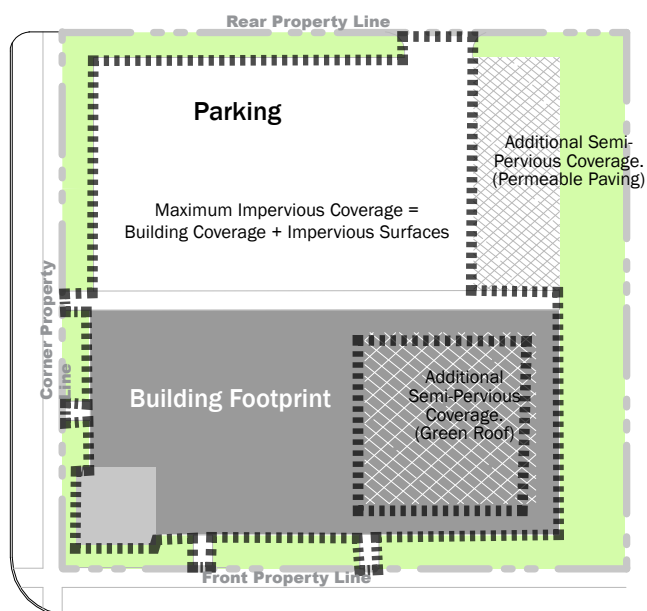 Rear Property Line
Parking
Additional Semi-
Pervious Coverage.
(Permeable Paving)
Maximum Impervious Coverage =
Building Coverage + Impervious Surfaces
Corner Property
Line
Building Footprint
Additional
Semi-Pervious
Coverage.
(Green Roof)
Front Property Line